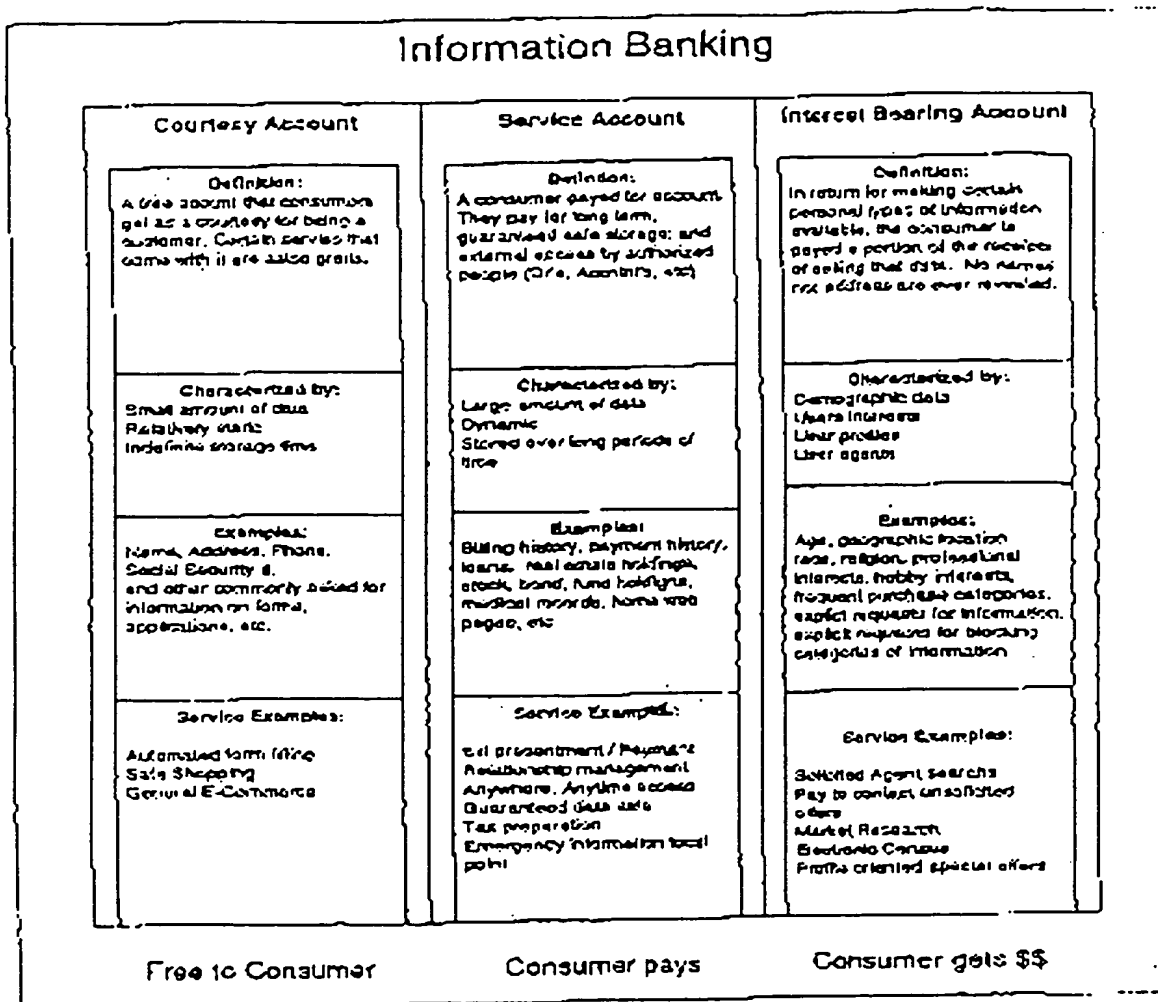 Information Banking
Courtesy Account
Definition:
A free account that consumers
get as a courtesy for being a
customer. Certain service that
come with it are also gratis.
Characterized by:
Small amount of data
Relatively static
Indefinite storage time
Examples:
Name, Address, Phone,
Social Security #,
and other commonly asked for
information on forms,
applications, etc.
Service Examples:
Automated form filling
Safe Shopping
General E-Commerce
Free to Consumer
Service Account
Definition:
A consumer payed for account.
They pay for long term,
guaranteed safe storage; and
external access by authorized
people
Characterized by:
Large amount of data
Dynamic
Stored over long periods of
time
Examples:
Billing history, payment history,
loans, real estate holdings,
stock, bond, fund holdings,
medical records, home web
pages, etc
Service Examples:
Bill presentment / Payment
Relationship management
Anywhere, Anytime access
Guaranteed data safe
Tax preparation
Emergency information focal
point
Consumer pays
Interest Bearing Account
Definition:
In return for making certain
personal types of information
available, the consumer is
payed a portion of the receipts
of selling that data. No names
nor address are ever revealed.
Characterized by:
Demographic data
Users interests
User profiles
User agents
Examples:
Age, geographic location
race, religion, professional
interests, hobby interests,
frequent purchase categories,
explict requests for information,
explicit requests for blocking
categories of information
Service Examples:
Solicited Agent Searchs
Pay to contact unsolicited
offers
Market Research
Electronic Census
Profile oriented special offers
Consumer gets $$